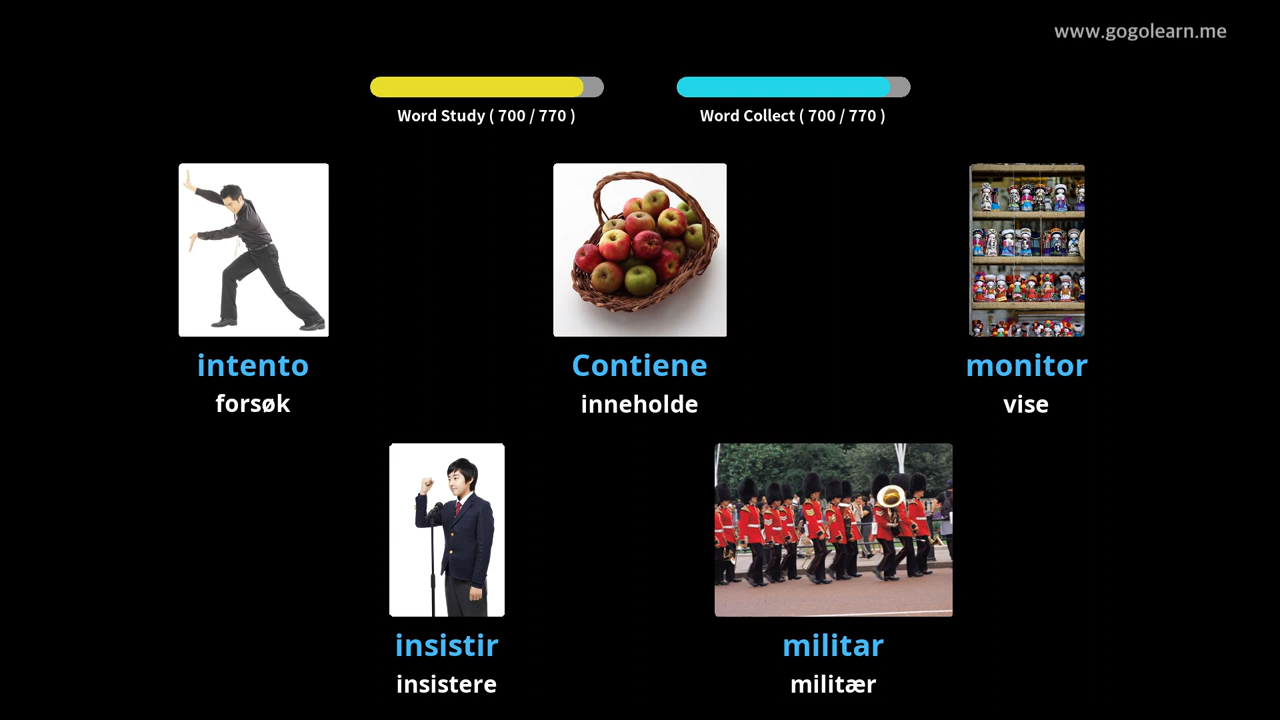 www.gogolearn.me
Word Study ( 700 / 770 )
Word Collect ( 700 / 770 )
intento
forsøk
Contiene
inneholde
monitor
vise
insistir
insistere
militar
militær